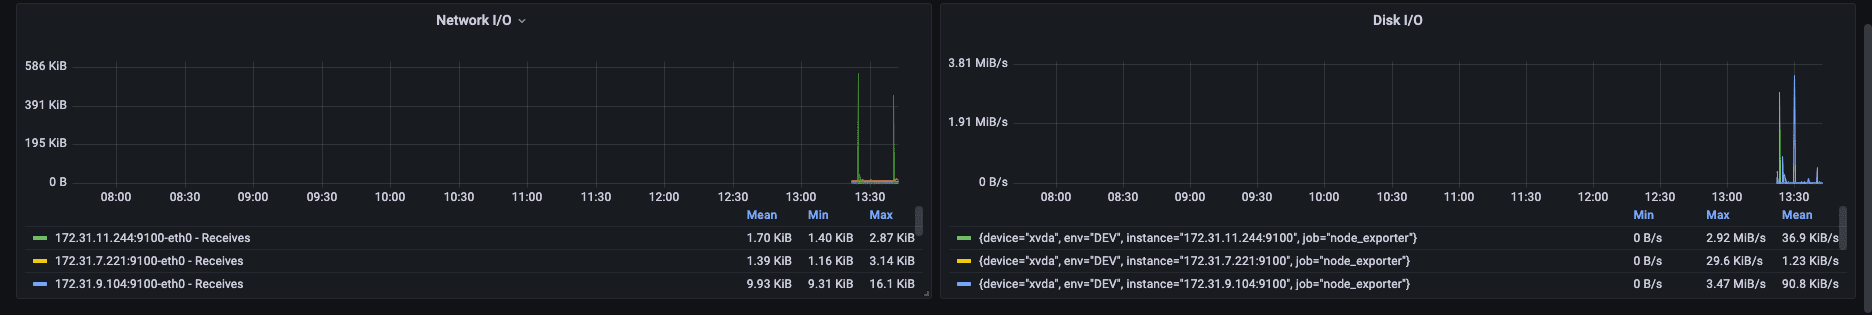 Network I/O
586 KiB
391 KiB
195 KiB
0 B
08:00 08:30 09:00 09:30 10:00 10:30 11:00 11:30 12:00 12:30 13:00 13:30
Mean Min Max
172.31.11.244:9100-eth0 - Receives 1.70 KiB 1.40 KiB 2.87 KiB
172.31.7.221:9100-eth0 - Receives 1.39 KiB 1.16 KiB 3.14 KiB
172.31.9.104:9100-eth0 - Receives 9.93 KiB 9.31 KiB 16.1 KiB
Disk I/O
3.81 MiB/s
1.91 MiB/s
0 B/s
08:00 08:30 09:00 09:30 10:00 10:30 11:00 11:30 12:00 12:30 13:00 13:30
Min Max Mean
{device="xvda", env="DEV", instance="172.31.11.244:9100", job="node_exporter"} 0 B/s 2.92 MiB/s 36.9 KiB/s
{device="xvda", env="DEV", instance="172.31.7.221:9100", job="node_exporter"} 0 B/s 29.6 KiB/s 1.23 KiB/s
{device="xvda", env="DEV", instance="172.31.9.104:9100", job="node_exporter"} 0 B/s 3.47 MiB/s 90.8 KiB/s